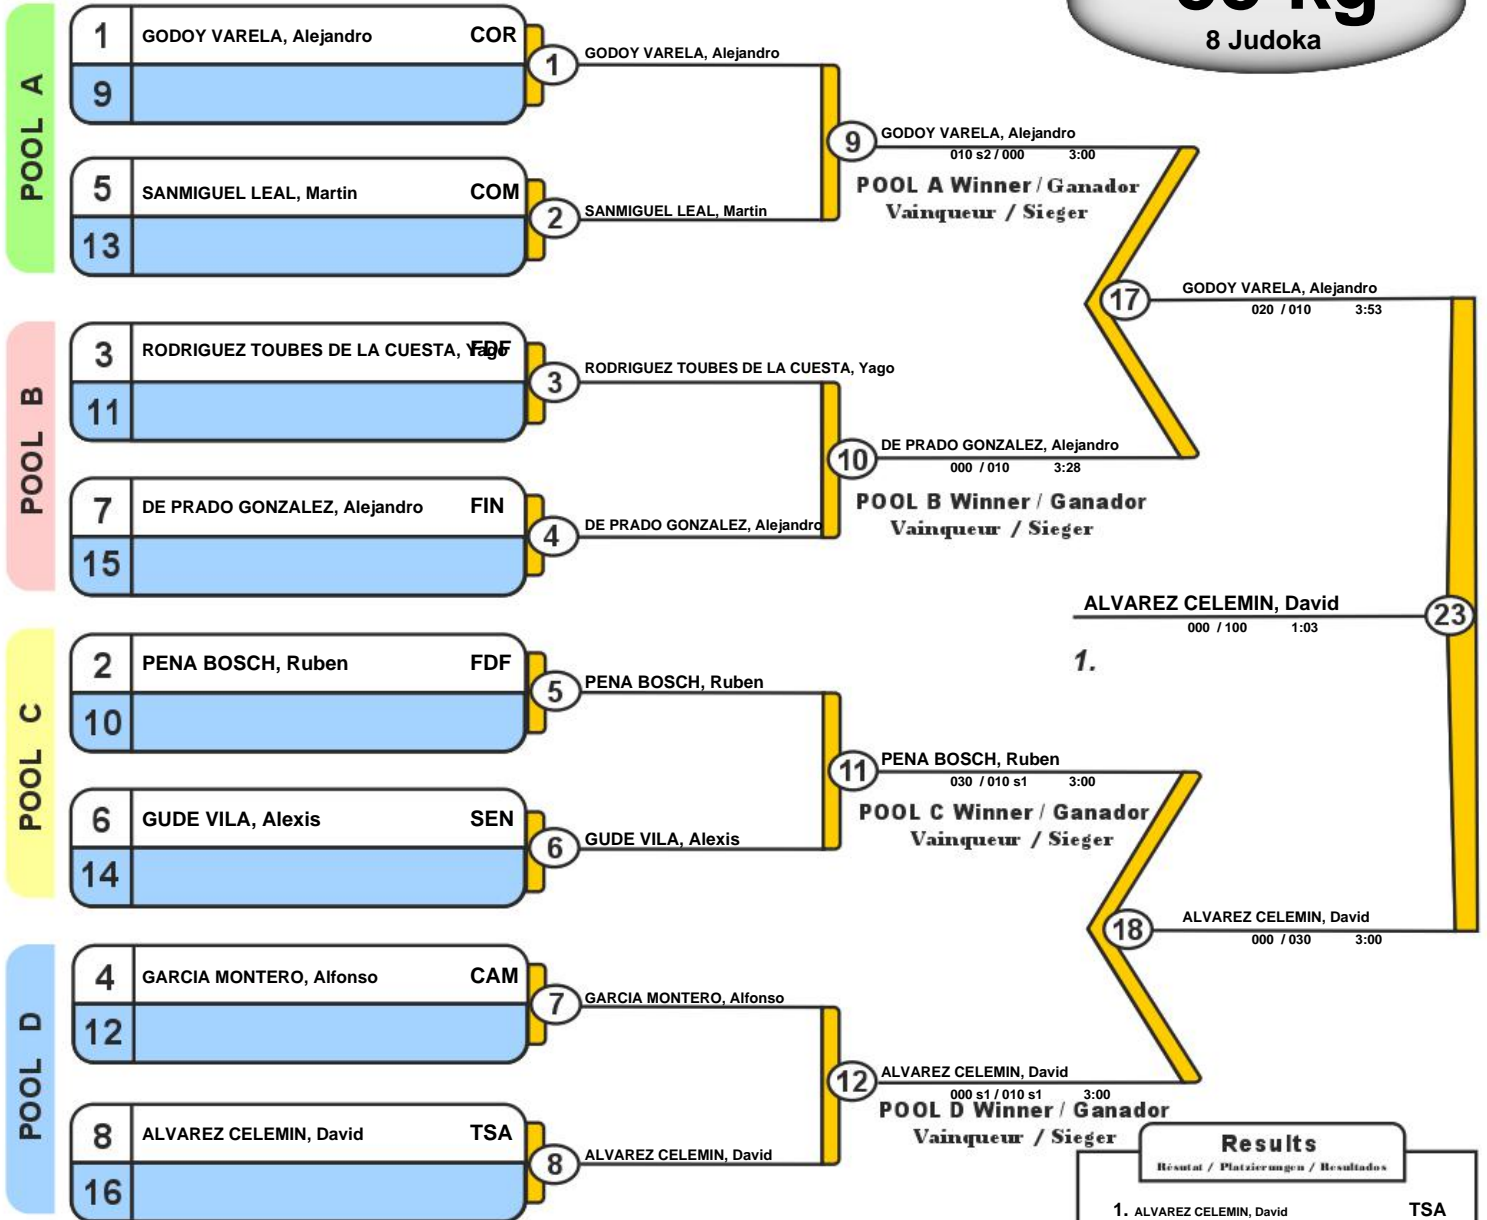 8 Judoka
POOL A
1 GODOY VARELA, Alejandro COR
9
1 GODOY VARELA, Alejandro
5 SANMIGUEL LEAL, Martin COM
13
2 SANMIGUEL LEAL, Martin
9 GODOY VARELA, Alejandro
010 s2 / 000 3:00
POOL A Winner / Ganador
Vainqueur / Sieger
POOL B
3 RODRIGUEZ TOUBES DE LA CUESTA, Yago FDF
11
3 RODRIGUEZ TOUBES DE LA CUESTA, Yago
7 DE PRADO GONZALEZ, Alejandro FIN
15
4 DE PRADO GONZALEZ, Alejandro
10 DE PRADO GONZALEZ, Alejandro
000 / 010 3:28
POOL B Winner / Ganador
Vainqueur / Sieger
17 GODOY VARELA, Alejandro
020 / 010 3:53
POOL C
2 PENA BOSCH, Ruben FDF
10
5 PENA BOSCH, Ruben
6 GUDE VILA, Alexis SEN
14
6 GUDE VILA, Alexis
11 PENA BOSCH, Ruben
030 / 010 s1 3:00
POOL C Winner / Ganador
Vainqueur / Sieger
POOL D
4 GARCIA MONTERO, Alfonso CAM
12
7 GARCIA MONTERO, Alfonso
8 ALVAREZ CELEMIN, David TSA
16
8 ALVAREZ CELEMIN, David
12 ALVAREZ CELEMIN, David
000 s1 / 010 s1 3:00
POOL D Winner / Ganador
Vainqueur / Sieger
18 ALVAREZ CELEMIN, David
000 / 030 3:00
ALVAREZ CELEMIN, David 23
000 / 100 1:03
1.
Results
Résutat / Platzierungen / Resultados
1. ALVAREZ CELEMIN, David TSA